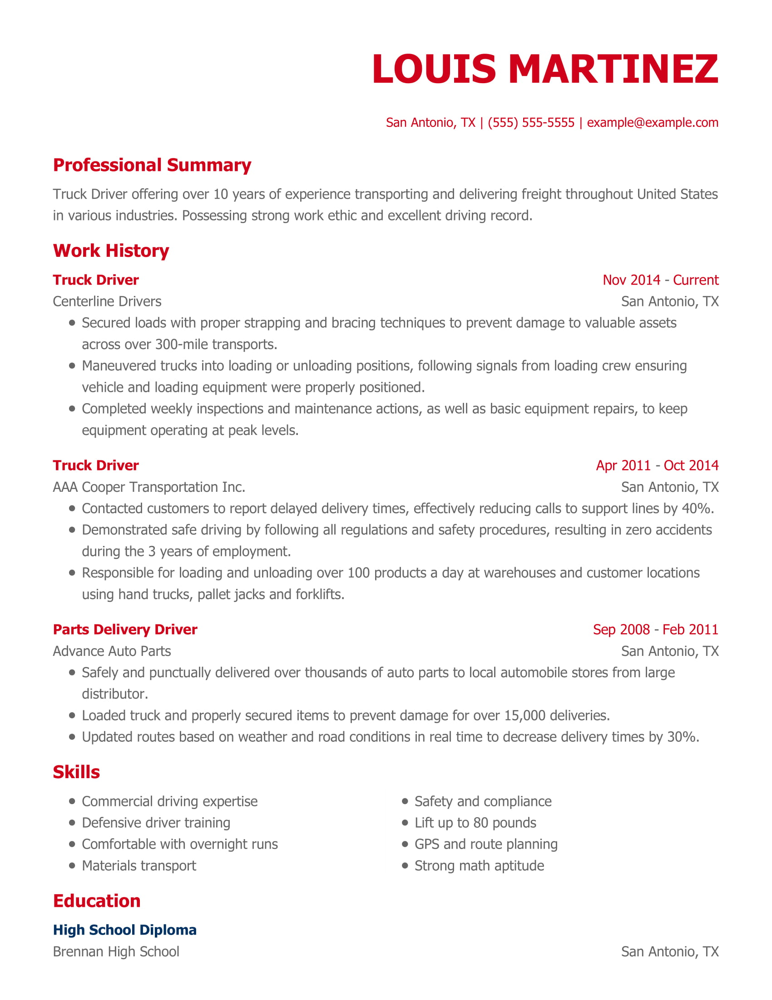 LOUIS MARTINEZ
San Antonio, TX | (555) 555-5555 | example@example.com
Professional Summary
Truck Driver offering over 10 years of experience transporting and delivering freight throughout United States
in various industries. Possessing strong work ethic and excellent driving record.
Work History
Truck Driver Nov 2014 - Current
Centerline Drivers San Antonio, TX
• Secured loads with proper strapping and bracing techniques to prevent damage to valuable assets
across over 300-mile transports.
• Maneuvered trucks into loading or unloading positions, following signals from loading crew ensuring
vehicle and loading equipment were properly positioned.
• Completed weekly inspections and maintenance actions, as well as basic equipment repairs, to keep
equipment operating at peak levels.
Truck Driver Apr 2011 - Oct 2014
AAA Cooper Transportation Inc. San Antonio, TX
• Contacted customers to report delayed delivery times, effectively reducing calls to support lines by 40%.
• Demonstrated safe driving by following all regulations and safety procedures, resulting in zero accidents
during the 3 years of employment.
• Responsible for loading and unloading over 100 products a day at warehouses and customer locations
using hand trucks, pallet jacks and forklifts.
Parts Delivery Driver Sep 2008 - Feb 2011
Advance Auto Parts San Antonio, TX
• Safely and punctually delivered over thousands of auto parts to local automobile stores from large
distributor.
• Loaded truck and properly secured items to prevent damage for over 15,000 deliveries.
• Updated routes based on weather and road conditions in real time to decrease delivery times by 30%.
Skills
• Commercial driving expertise
• Defensive driver training
• Comfortable with overnight runs
• Materials transport
• Safety and compliance
• Lift up to 80 pounds
• GPS and route planning
• Strong math aptitude
Education
High School Diploma
Brennan High School San Antonio, TX